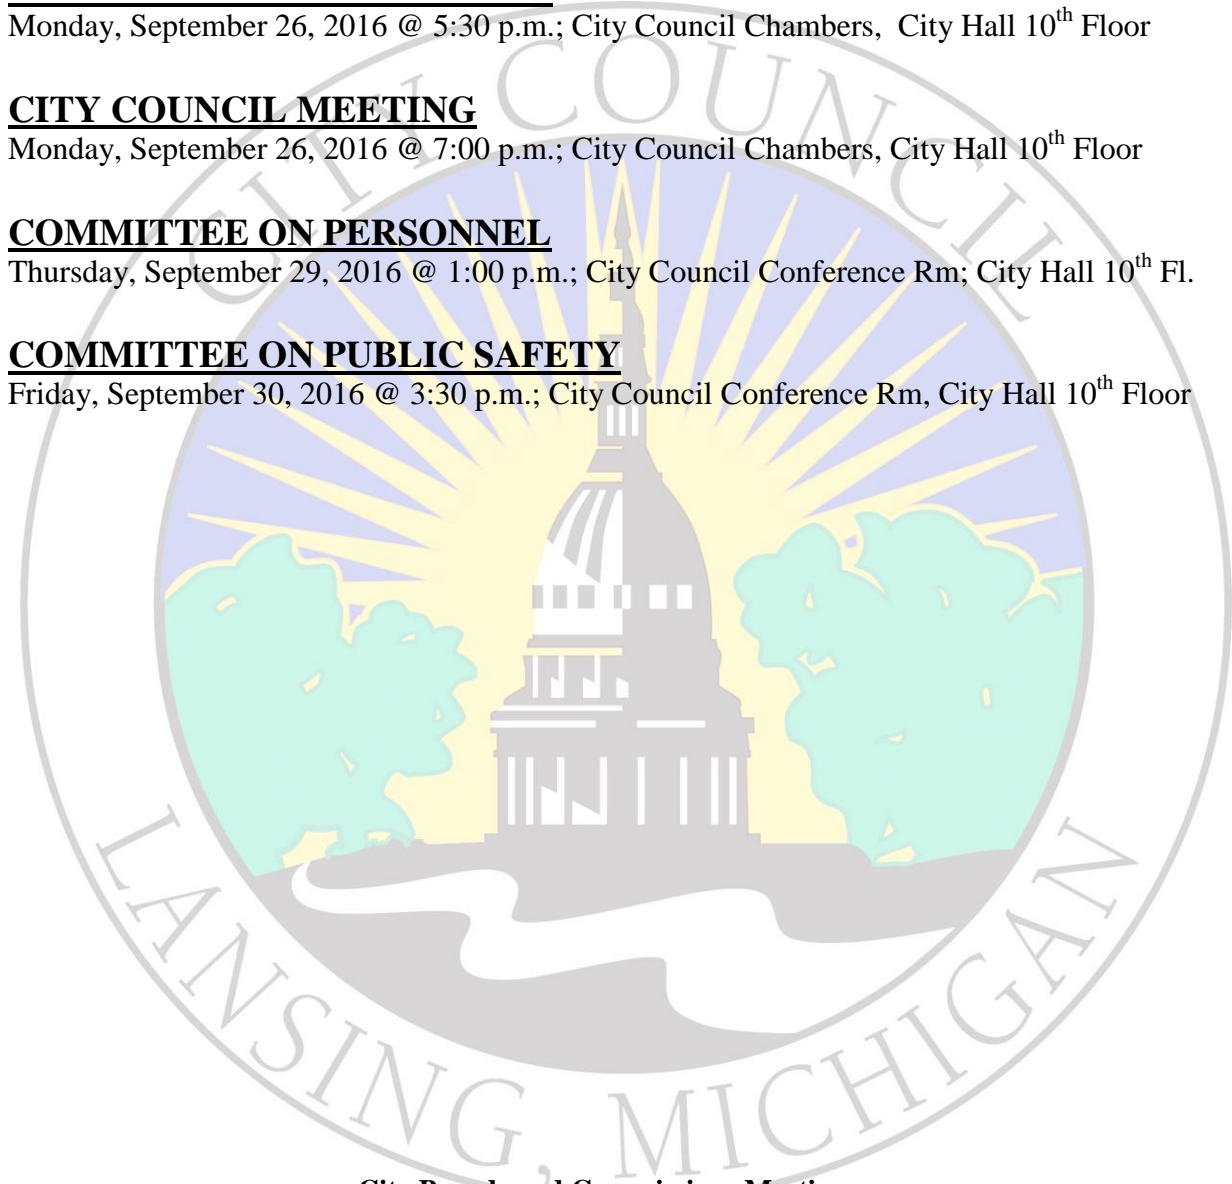 Monday, September 26, 2016 @ 5:30 p.m.; City Council Chambers, City Hall 10th Floor
CITY COUNCIL MEETING
Monday, September 26, 2016 @ 7:00 p.m.; City Council Chambers, City Hall 10th Floor
COMMITTEE ON PERSONNEL
Thursday, September 29, 2016 @ 1:00 p.m.; City Council Conference Rm; City Hall 10th Fl.
COMMITTEE ON PUBLIC SAFETY
Friday, September 30, 2016 @ 3:30 p.m.; City Council Conference Rm, City Hall 10th Floor
CITY COUNCIL
LANSING, MICHIGAN